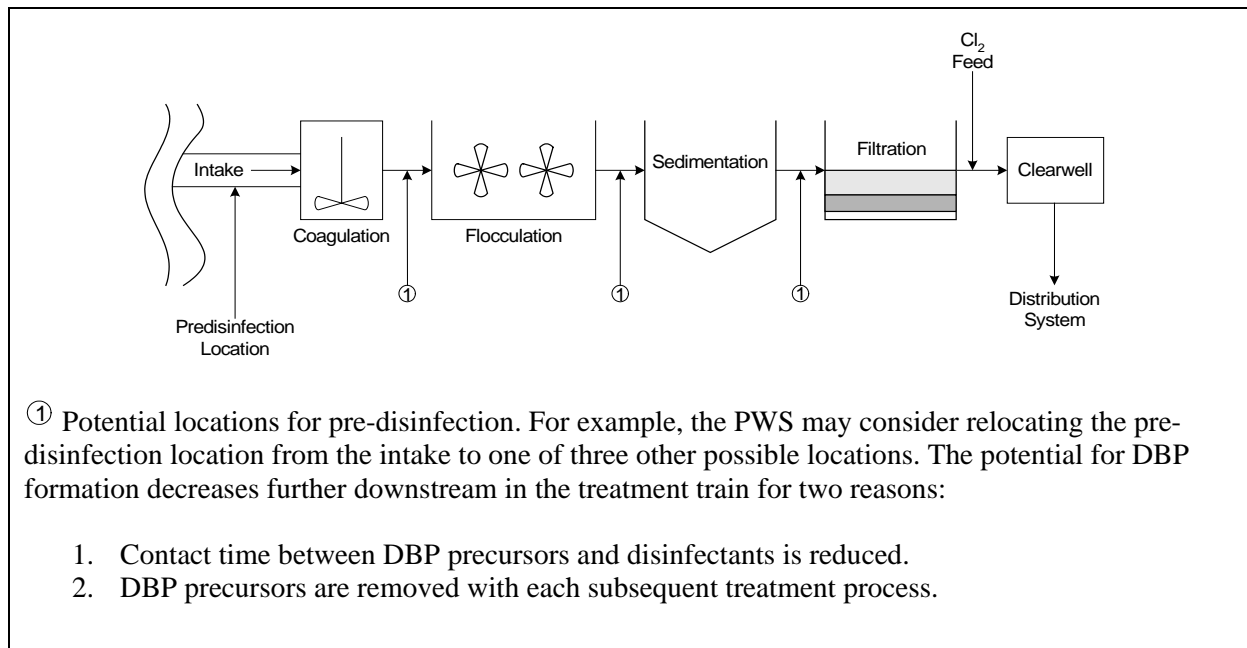 Cl2
Feed
Intake
Sedimentation
Filtration
Clearwell
Coagulation
Flocculation
①
①
①
Predisinfection
Location
Distribution
System
① Potential locations for pre-disinfection. For example, the PWS may consider relocating the pre-
disinfection location from the intake to one of three other possible locations. The potential for DBP
formation decreases further downstream in the treatment train for two reasons:
1. Contact time between DBP precursors and disinfectants is reduced.
2. DBP precursors are removed with each subsequent treatment process.